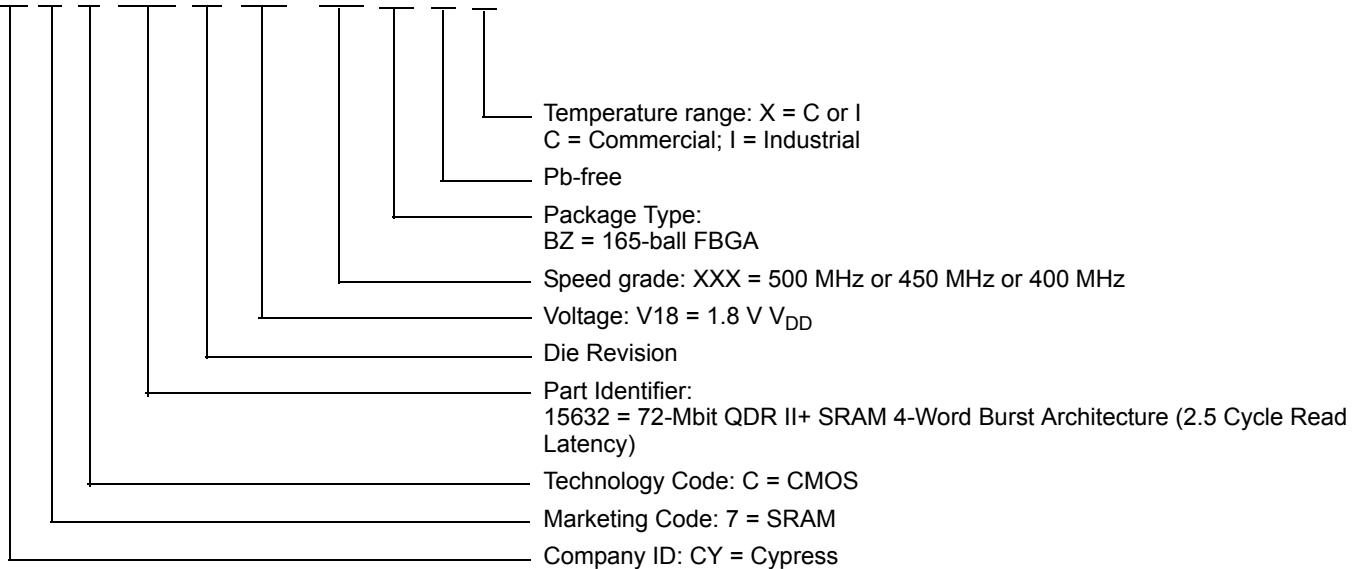 Temperature range: X = C or I
C = Commercial; I = Industrial
Pb-free
Package Type:
BZ = 165-ball FBGA
Speed grade: XXX = 500 MHz or 450 MHz or 400 MHz
Voltage: V18 = 1.8 V VDD
Die Revision
Part Identifier:
15632 = 72-Mbit QDR II+ SRAM 4-Word Burst Architecture (2.5 Cycle Read
Latency)
Technology Code: C = CMOS
Marketing Code: 7 = SRAM
Company ID: CY = Cypress